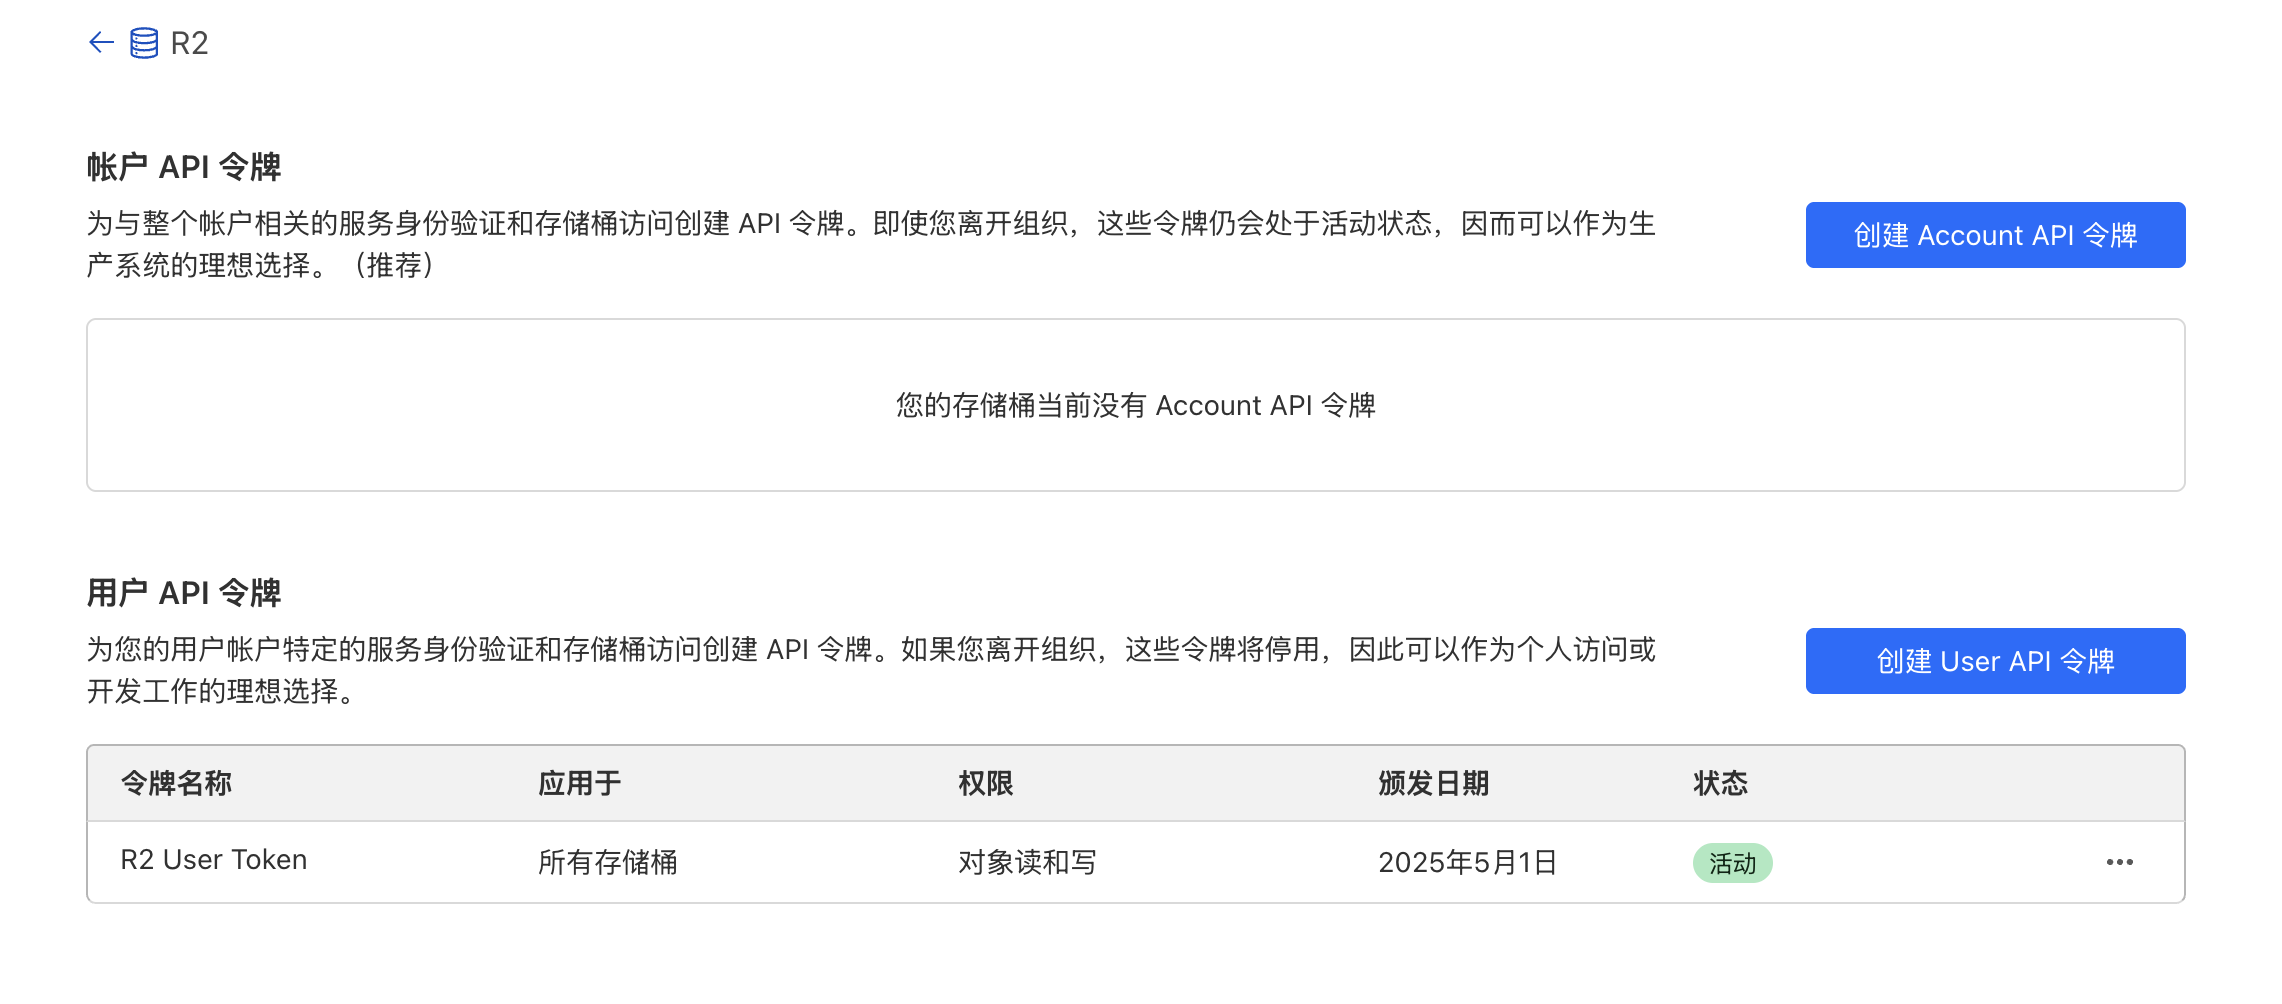 R2
帐户 API 令牌
为与整个帐户相关的服务身份验证和存储桶访问创建 API 令牌。即使您离开组织，这些令牌仍会处于活动状态，因而可以作为生
产系统的理想选择。（推荐）
创建 Account API 令牌
您的存储桶当前没有 Account API 令牌
用户 API 令牌
为您的用户帐户特定的服务身份验证和存储桶访问创建 API 令牌。如果您离开组织，这些令牌将停用，因此可以作为个人访问或
开发工作的理想选择。
创建 User API 令牌
令牌名称 应用于 权限 颁发日期 状态
R2 User Token 所有存储桶 对象读和写 2025年5月1日 活动